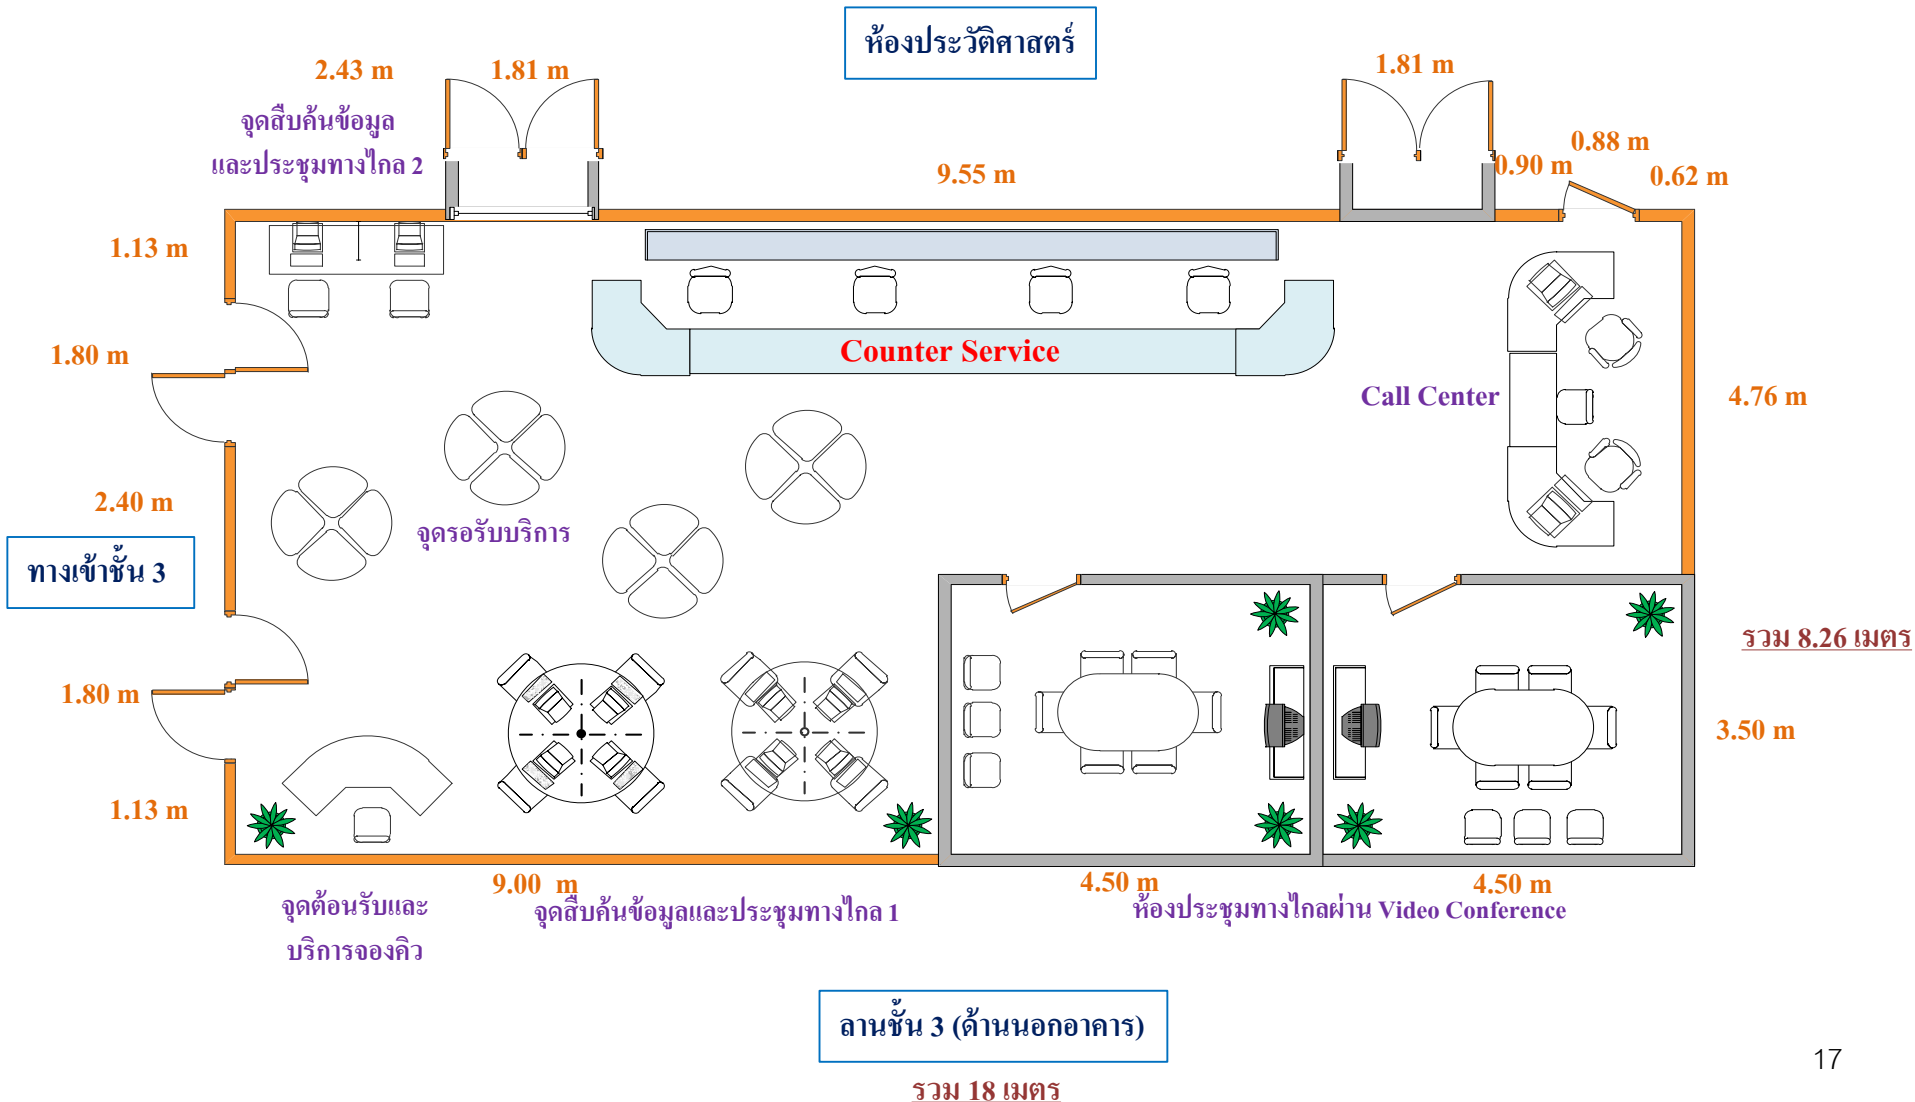 ห้องประวัติศาสตร์
2.43 m
1.81 m
1.81 m
จุดสืบค้นข้อมูล
และประชุมทางไกล 2
9.55 m
0.90 m
0.88 m
0.62 m
1.13 m
1.80 m
Counter Service
Call Center
4.76 m
2.40 m
จุดรอรับบริการ
ทางเข้าชั้น 3
รวม 8.26 เมตร
1.80 m
3.50 m
1.13 m
9.00 m
4.50 m
4.50 m
จุดต้อนรับและ
บริการจองคิว
จุดสืบค้นข้อมูลและประชุมทางไกล 1
ห้องประชุมทางไกลผ่าน Video Conference
ลานชั้น 3 (ด้านนอกอาคาร)
รวม 18 เมตร
17